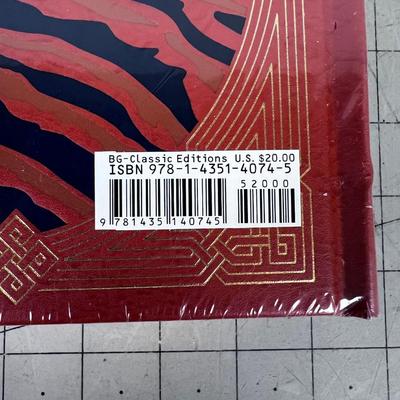 BG-Classic Editions U.S. $20.00
ISBN 978-1-4351-4074-5
52000
9 781435 140745